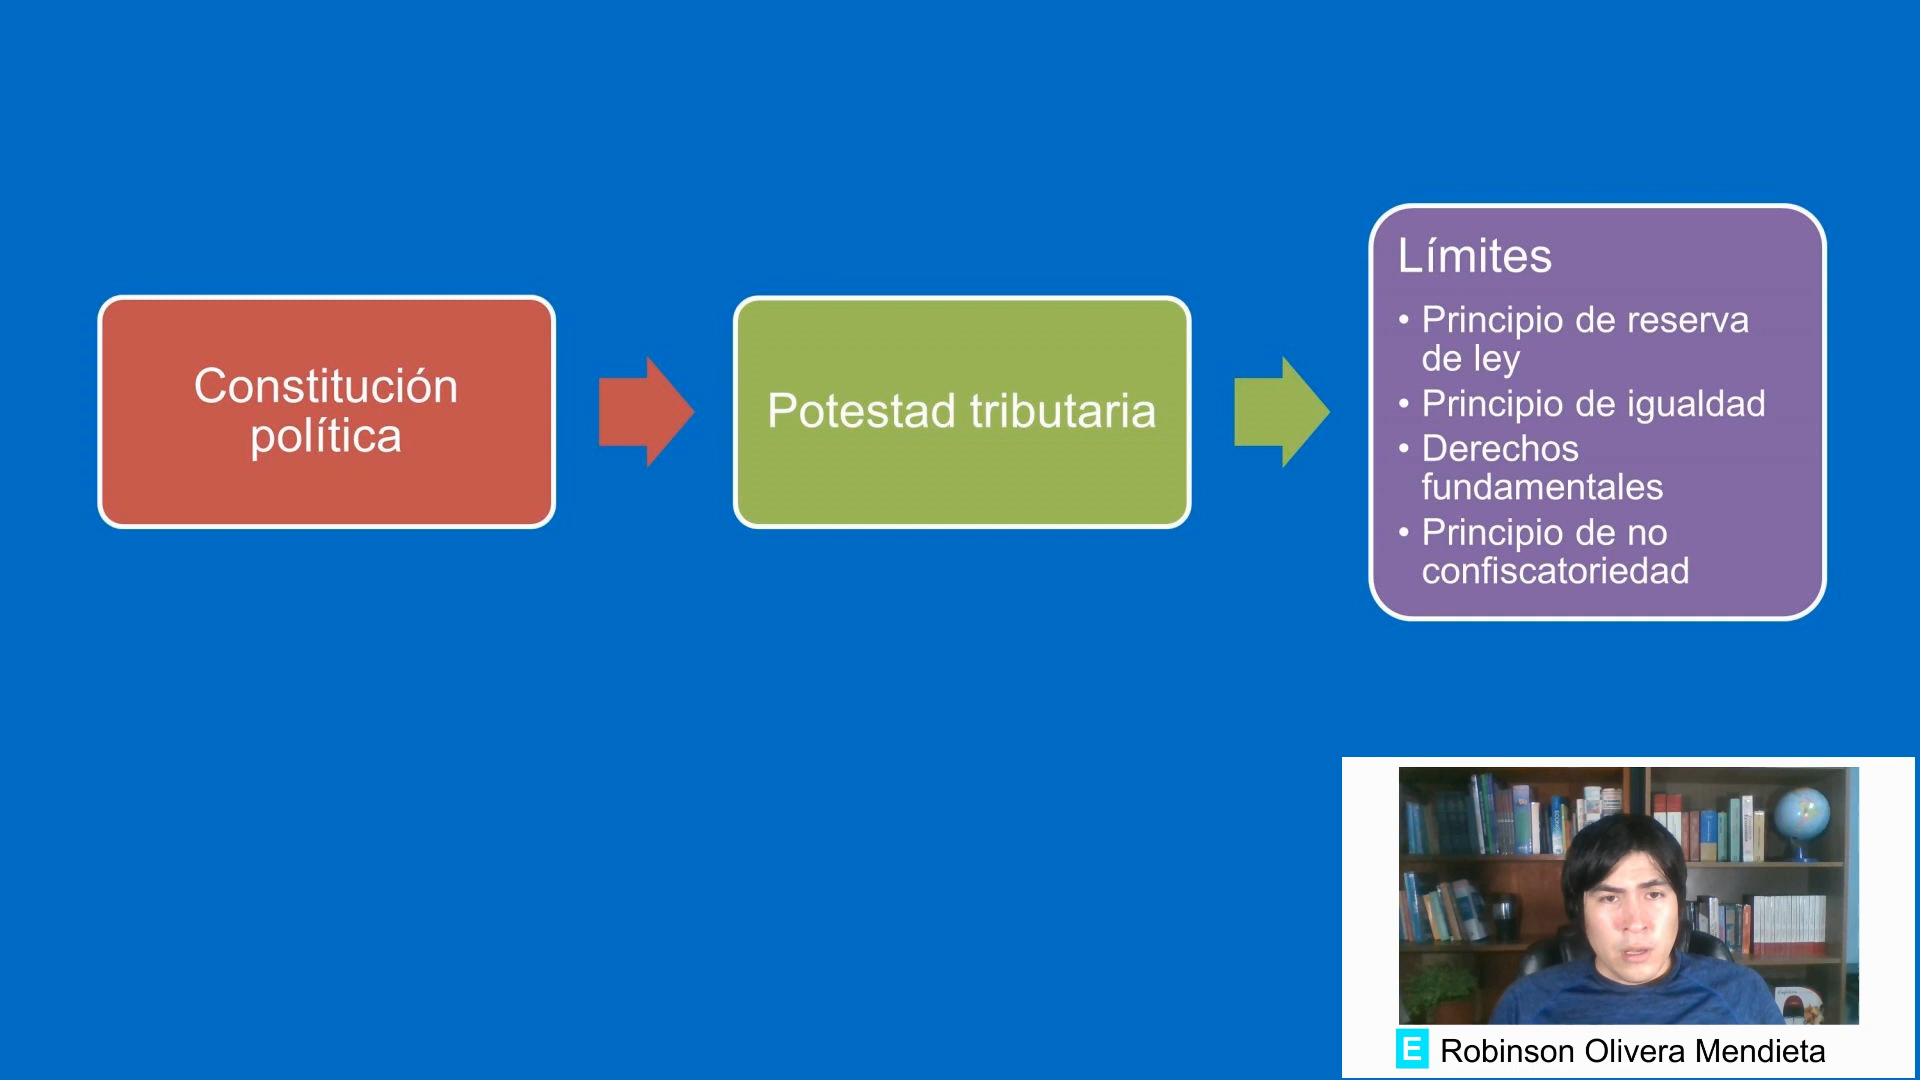 Constitución
política
Potestad tributaria
Límites
• Principio de reserva
de ley
• Principio de igualdad
• Derechos
fundamentales
• Principio de no
confiscatoriedad
E Robinson Olivera Mendieta